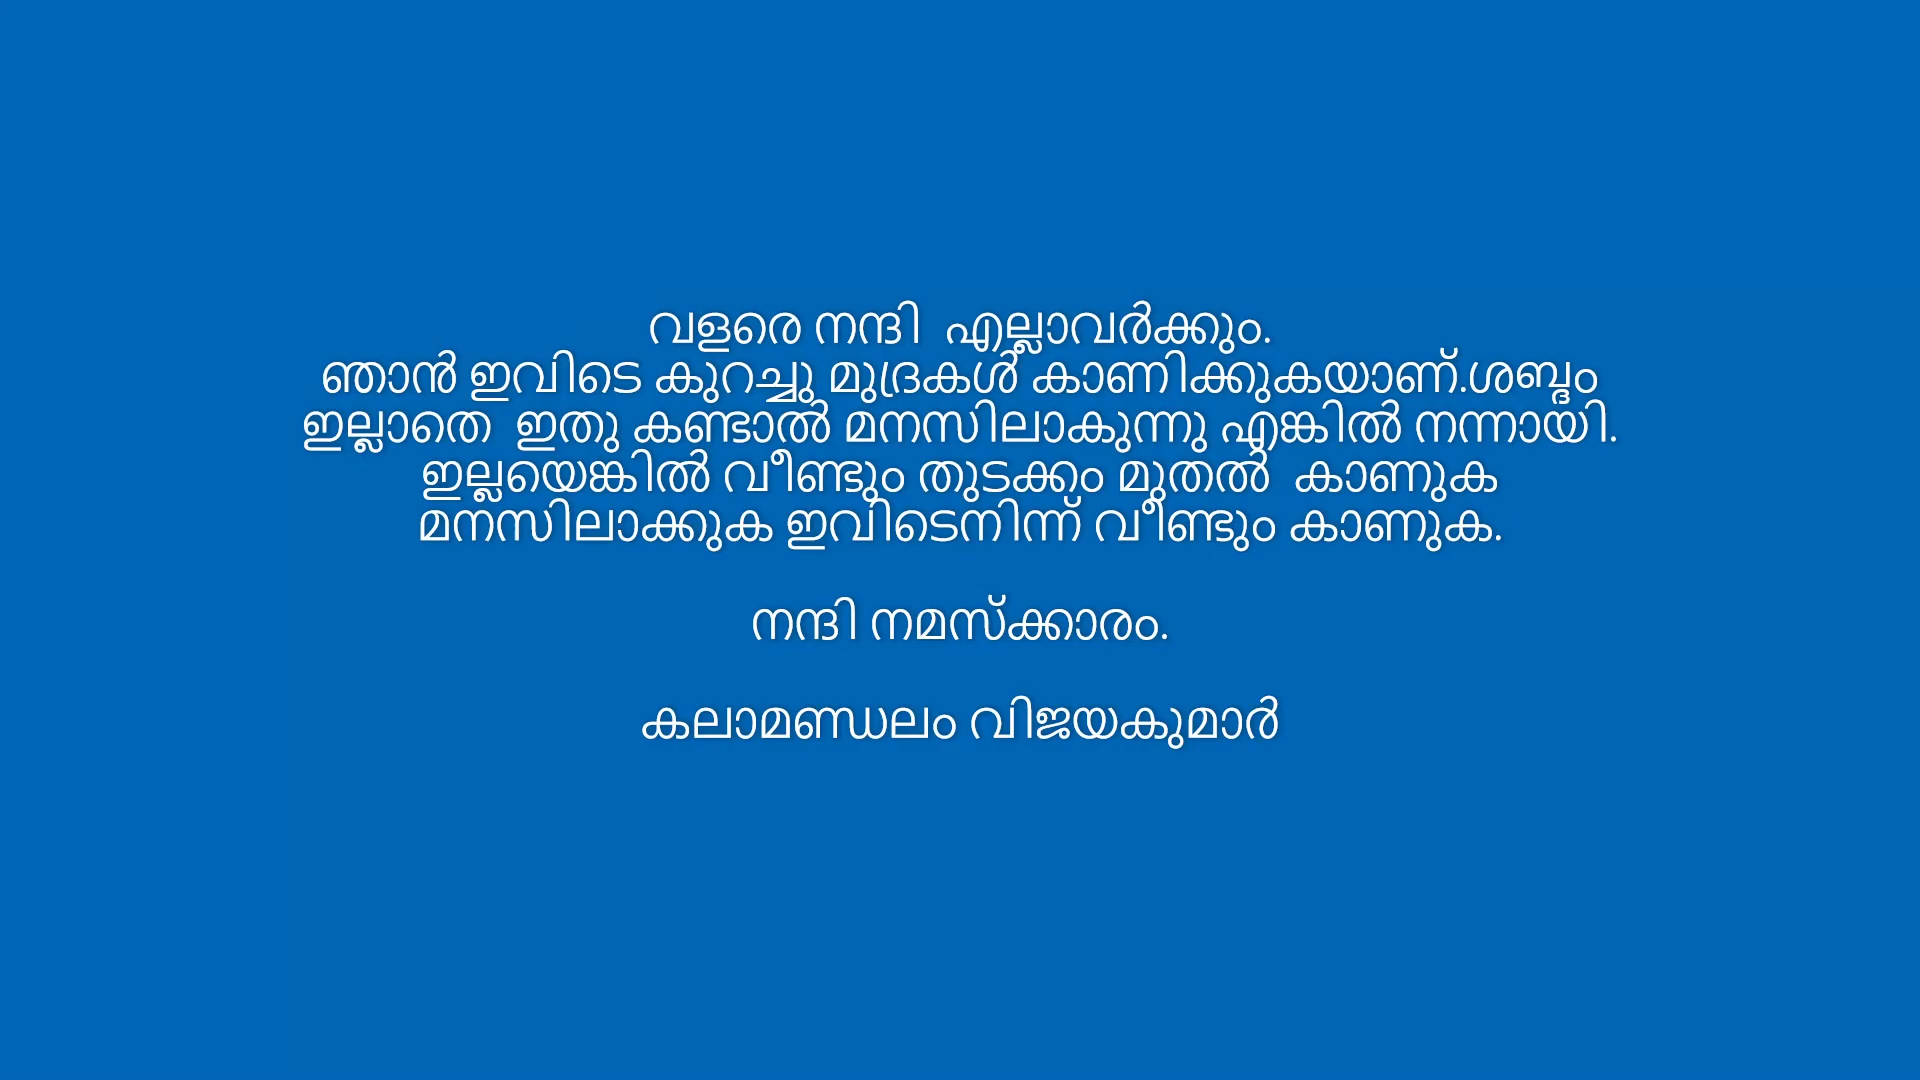 വളരെ നന്ദി  എല്ലാവർക്കും.
ഞാൻ ഇവിടെ കുറച്ചു മുദ്രകൾ കാണിക്കുകയാണ്.ശബ്ദം
ഇല്ലാതെ  ഇതു കണ്ടാൽ മനസിലാകുന്നു എങ്കിൽ നന്നായി.
ഇല്ലയെങ്കിൽ വീണ്ടും തുടക്കം മുതൽ  കാണുക
മനസിലാക്കുക ഇവിടെനിന്ന് വീണ്ടും കാണുക.
നന്ദി നമസ്ക്കാരം.
കലാമണ്ഡലം വിജയകുമാർ